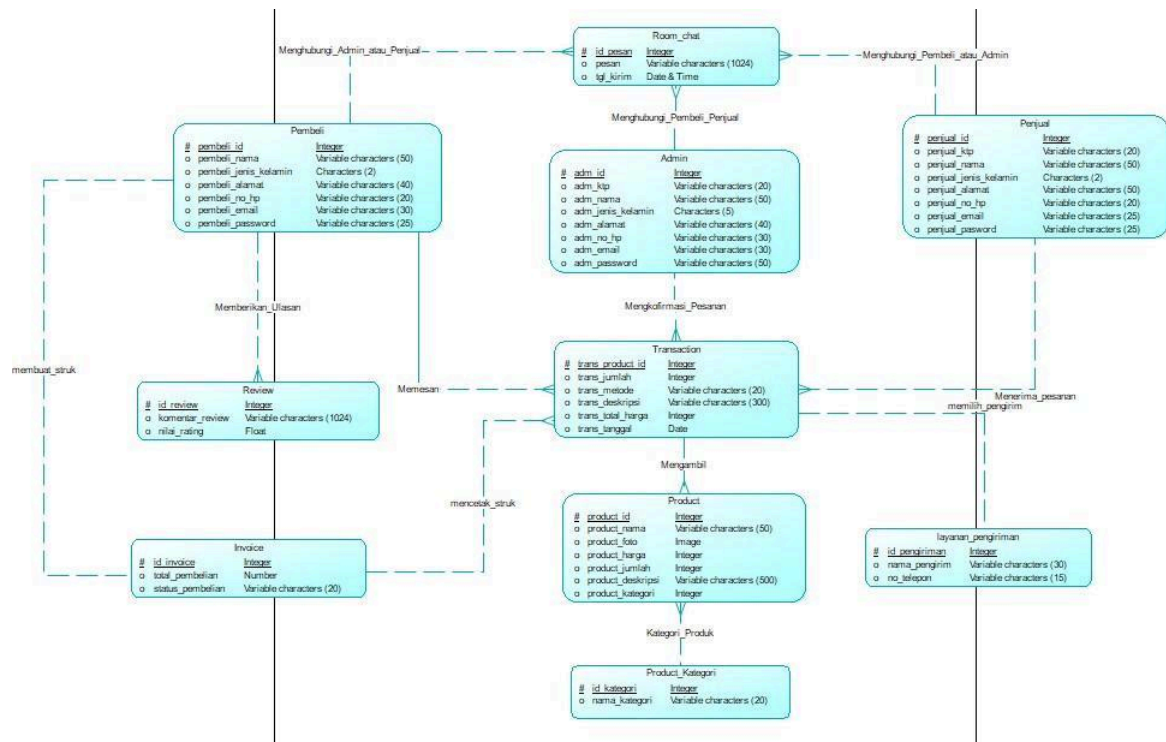 Room_chat
# id_pesan Integer
o pesan Variable characters (1024)
o tgl_kirim Date & Time
Menghubungi_Admin_atau_Penjual
Menghubungi_Pembeli_atau_Admin
Menghubungi_Pembeli_Penjual
Pembeli
# pembeli_id Integer
o pembeli_nama Variable characters (50)
o pembeli_jenis_kelamin Characters (2)
o pembeli_alamat Variable characters (40)
o pembeli_no_hp Variable characters (20)
o pembeli_email Variable characters (30)
o pembeli_password Variable characters (25)
Admin
# adm_id Integer
o adm_ktp Variable characters (20)
o adm_nama Variable characters (50)
o adm_jenis_kelamin Characters (5)
o adm_alamat Variable characters (40)
o adm_no_hp Variable characters (30)
o adm_email Variable characters (30)
o adm_password Variable characters (50)
Penjual
# penjual_id Integer
o penjual_ktp Variable characters (20)
o penjual_nama Variable characters (50)
o penjual_jenis_kelamin Characters (2)
o penjual_alamat Variable characters (50)
o penjual_no_hp Variable characters (20)
o penjual_email Variable characters (25)
o penjual_pasword Variable characters (25)
Memberikan_Ulasan
Mengkofirmasi_Pesanan
membuat_struk
Memesan
Menerima_pesanan
memilih_pengirim
Review
# id_review Integer
o komentar_review Variable characters (1024)
o nilai_rating Float
Transaction
# trans_product_id Integer
o trans_jumlah Integer
o trans_metode Variable characters (20)
o trans_deskripsi Variable characters (300)
o trans_total_harga Integer
o trans_tanggal Date
Mengambil
mencetak_struk
Product
# product_id Integer
o product_nama Variable characters (50)
o product_foto Image
o product_harga Integer
o product_jumlah Integer
o product_deskripsi Variable characters (500)
o product_kategori Integer
Invoice
# id_invoice Integer
o total_pembelian Number
o status_pembelian Variable characters (20)
layanan_pengiriman
# id_pengiriman Integer
o nama_pengirim Variable characters (30)
o no_telepon Variable characters (15)
Kategori_Produk
Product_Kategori
# id_kategori Integer
o nama_kategori Variable characters (20)